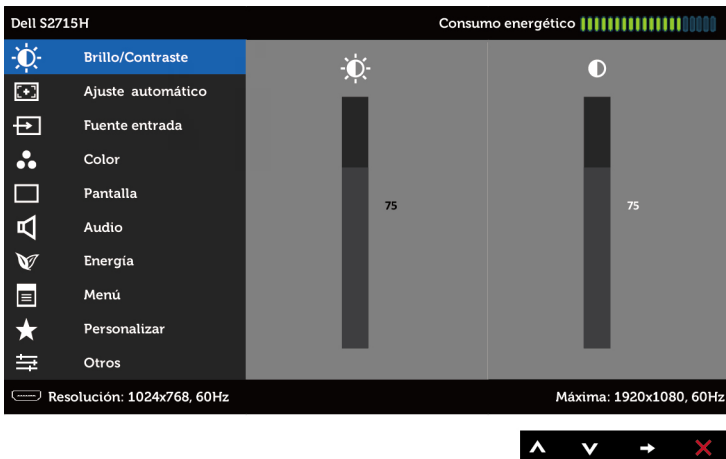 Dell S2715H
Consumo energético
Brillo/Contraste
Ajuste automático
Fuente entrada
Color
Pantalla
Audio
Energía
Menú
Personalizar
Otros
75
75
Resolución: 1024x768, 60Hz
Máxima: 1920x1080, 60Hz